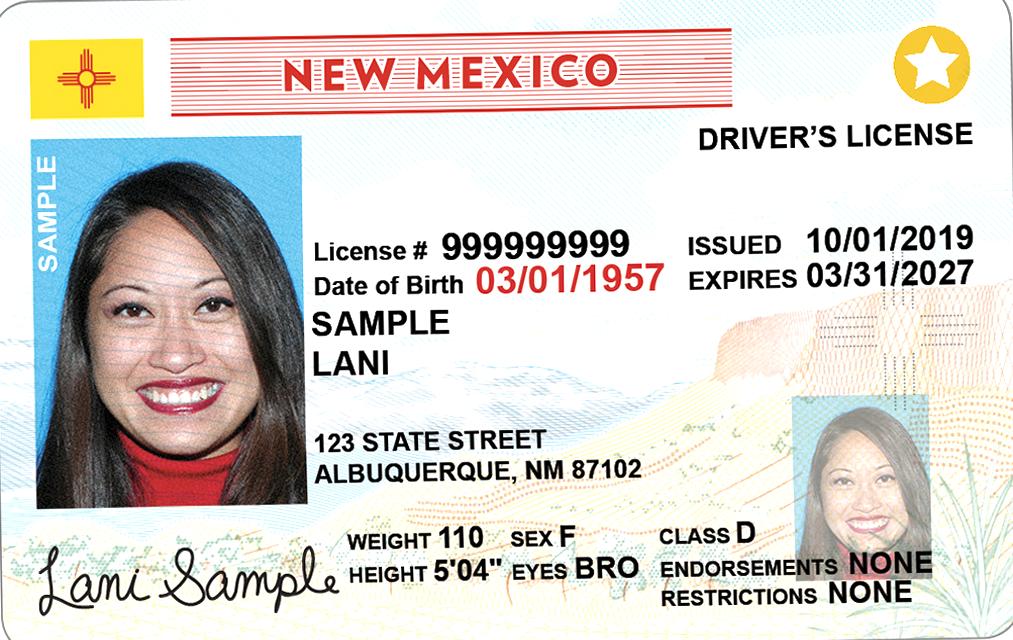 NEW MEXICO
DRIVER'S LICENSE
SAMPLE
License # 999999999
ISSUED 10/01/2019
Date of Birth 03/01/1957
EXPIRES 03/31/2027
SAMPLE
LANI
123 STATE STREET
ALBUQUERQUE, NM 87102
WEIGHT 110 SEX F
CLASS D
HEIGHT 5'04" EYES BRO
ENDORSEMENTS NONE
RESTRICTIONS NONE
Lani Sample